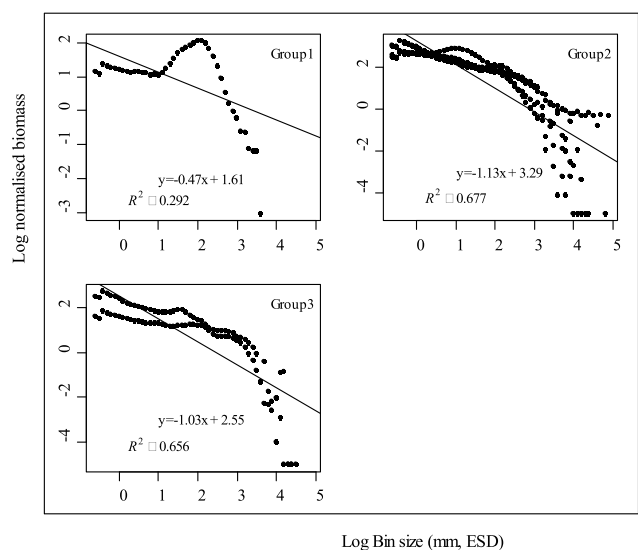 Log normalised biomass
Group1
2
1
0
-1
-2
-3
y=-0.47x + 1.61
R² □ 0.292
0 1 2 3 4 5
Group2
2
0
-2
-4
y=-1.13x + 3.29
R² □ 0.677
0 1 2 3 4 5
Group3
2
0
-2
-4
y=-1.03x + 2.55
R² □ 0.656
0 1 2 3 4 5
Log Bin size (mm, ESD)